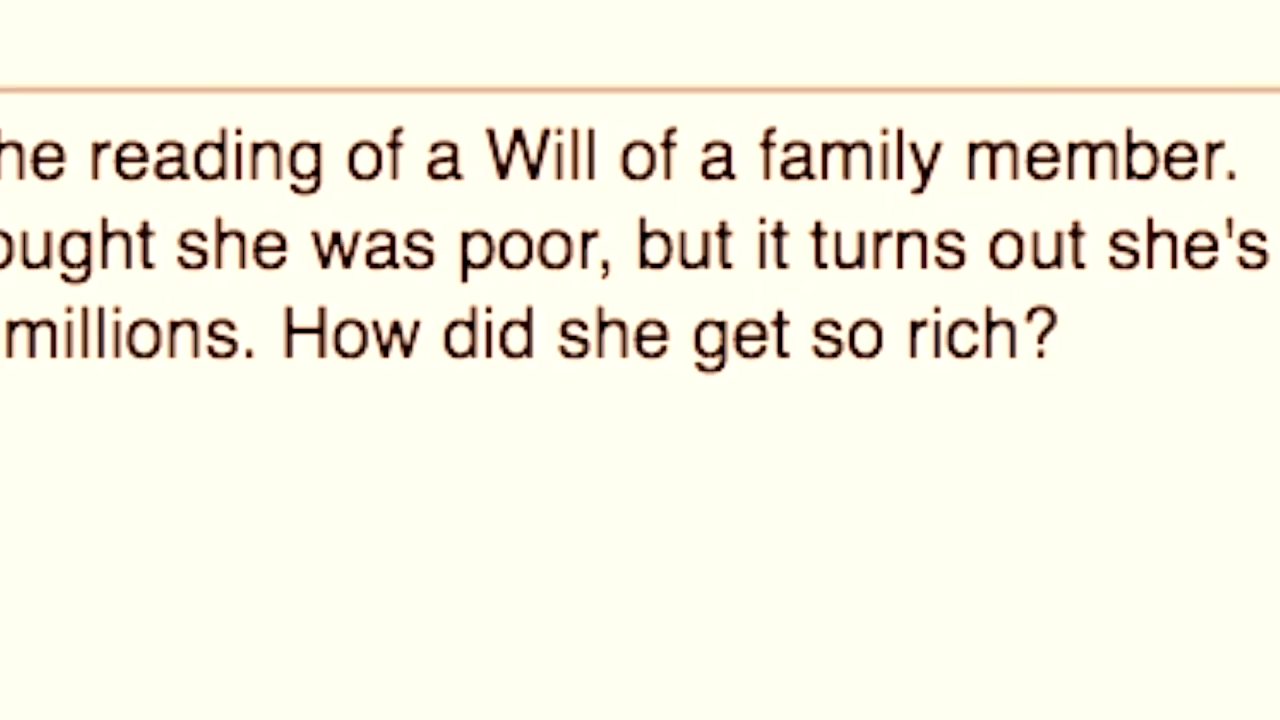 he reading of a Will of a family member.
ought she was poor, but it turns out she's
millions. How did she get so rich?